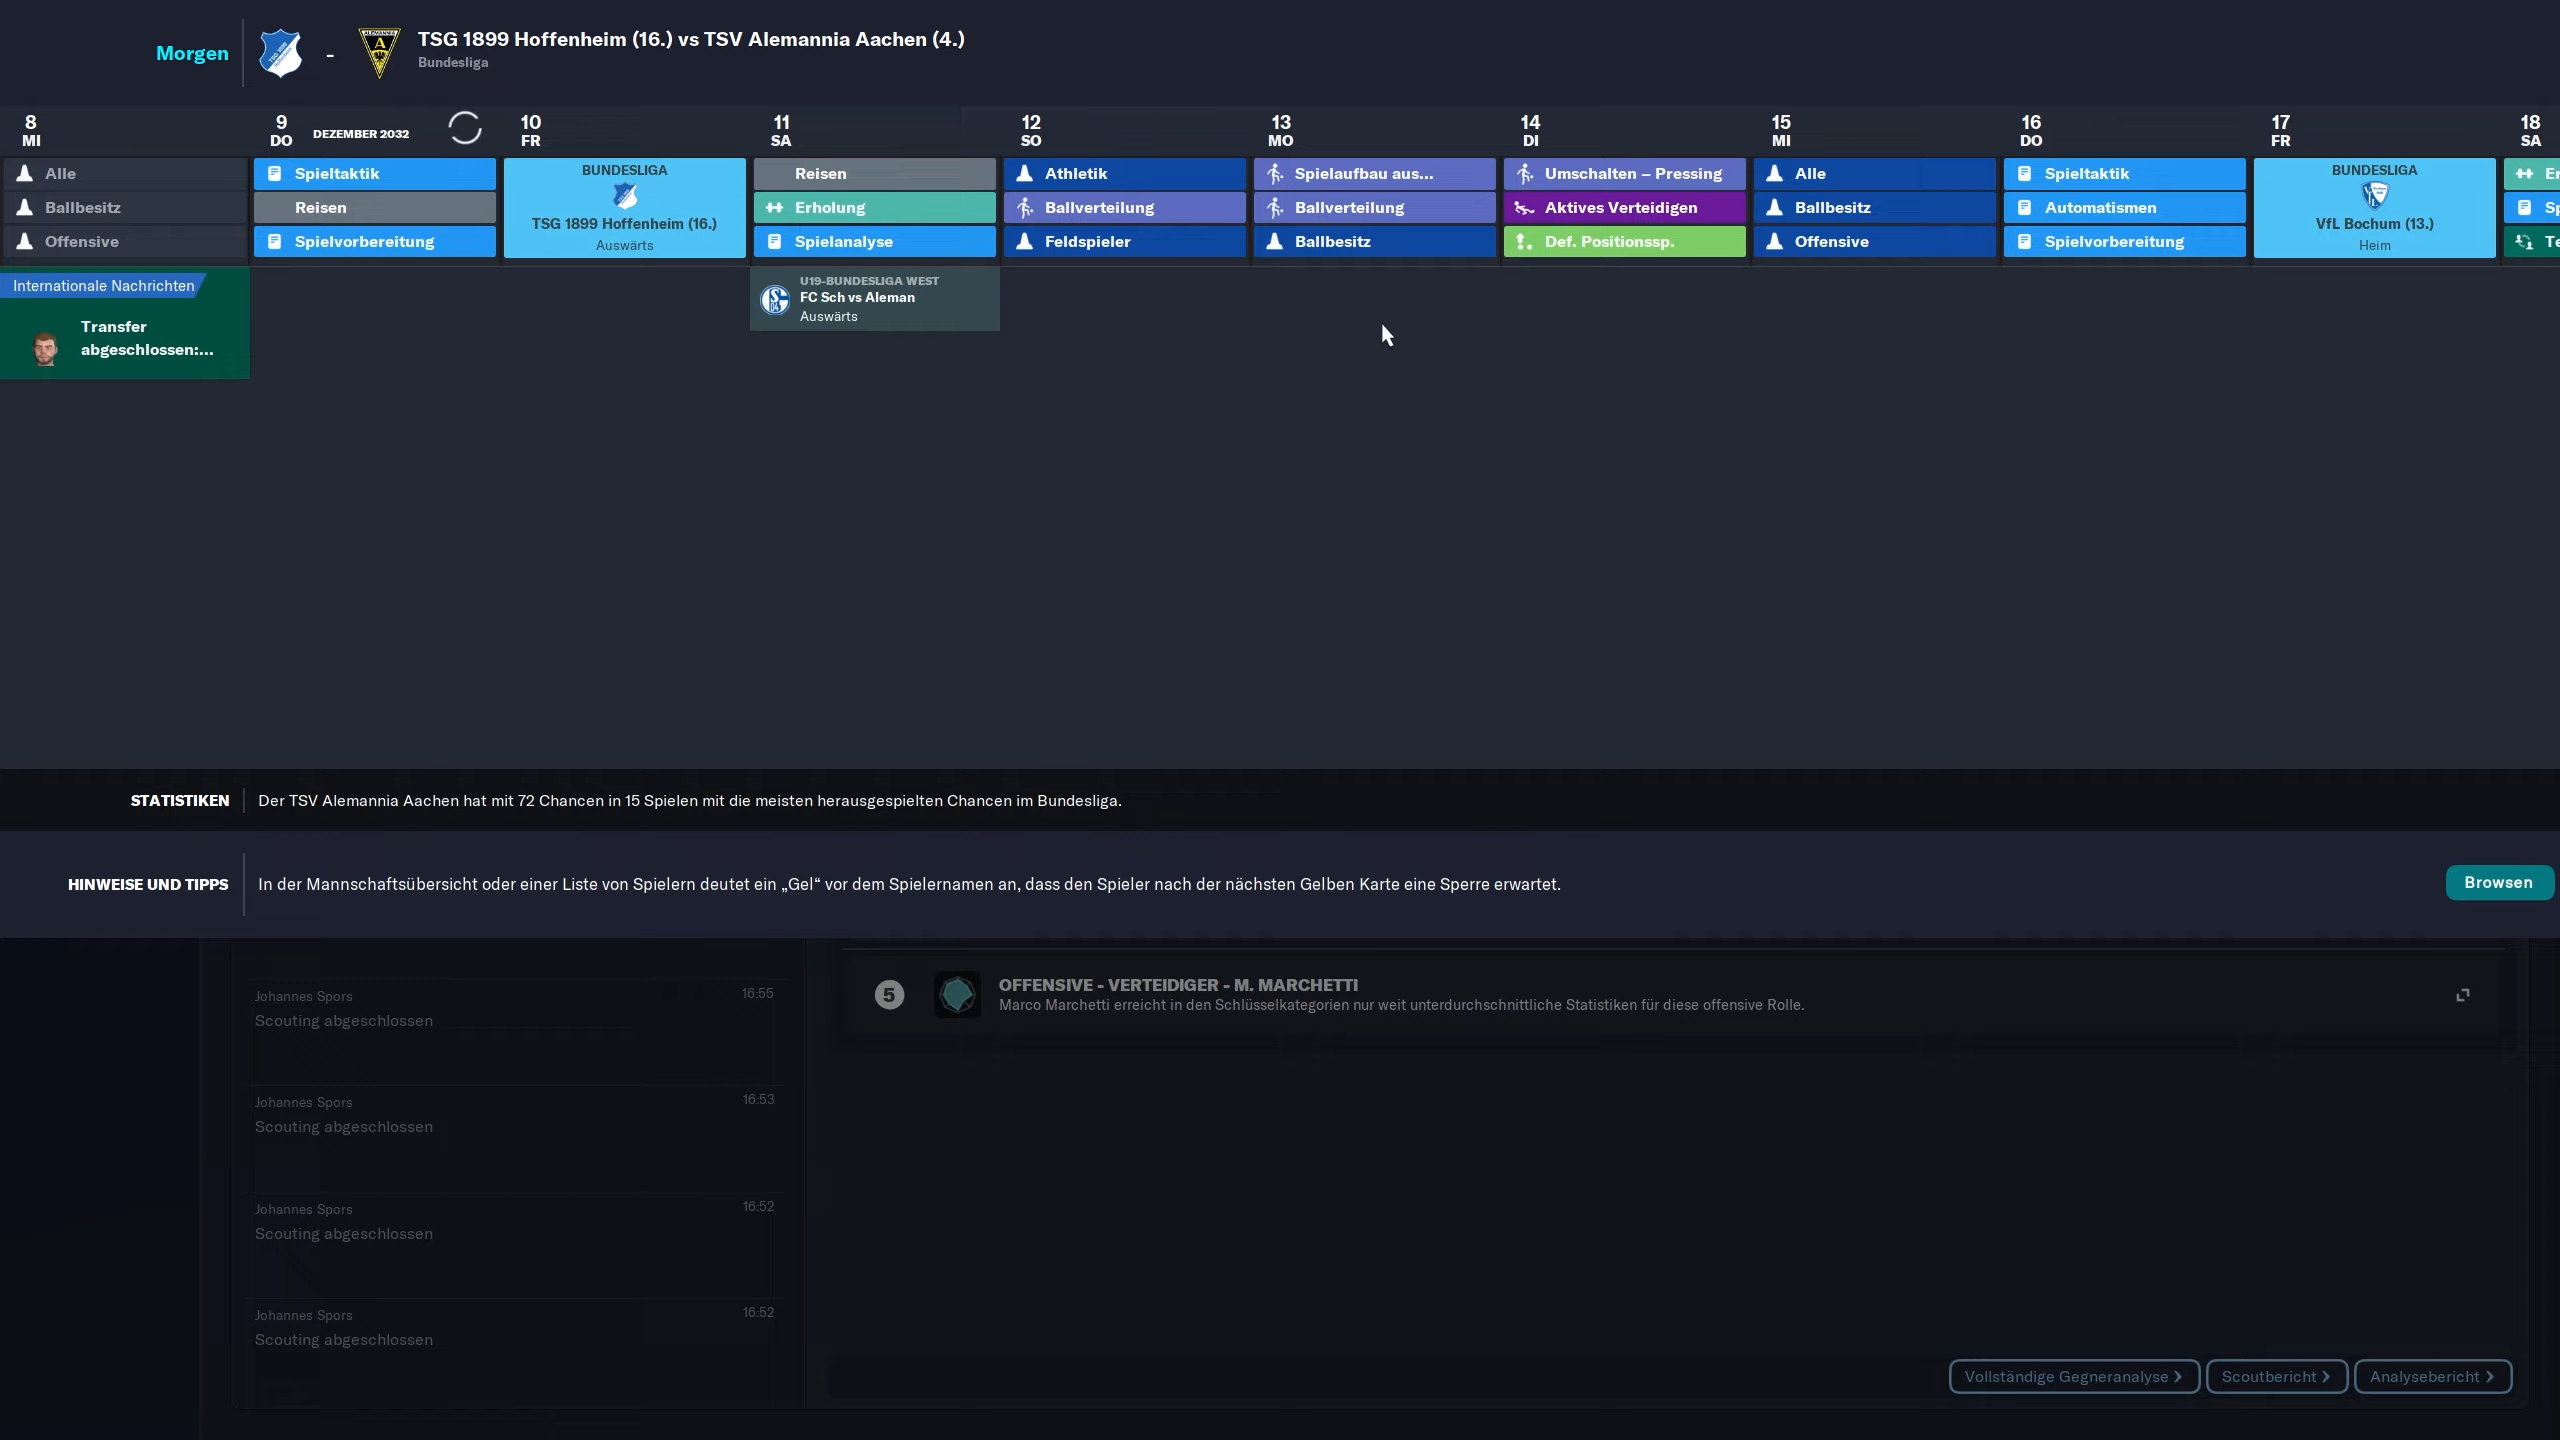 Morgen
-
TSG 1899 Hoffenheim (16.) vs TSV Alemannia Aachen (4.)
Bundesliga
8
MI
9
DO
DEZEMBER 2032
10
FR
11
SA
12
SO
13
MO
14
DI
15
MI
16
DO
17
FR
18
SA
Alle
Ballbesitz
Offensive
Spieltaktik
Reisen
Spielvorbereitung
BUNDESLIGA
TSG 1899 Hoffenheim (16.)
Auswärts
Reisen
Erholung
Spielanalyse
Athletik
Ballverteilung
Feldspieler
Spielaufbau aus...
Ballverteilung
Ballbesitz
Umschalten – Pressing
Aktives Verteidigen
Def. Positionssp.
Alle
Ballbesitz
Offensive
Spieltaktik
Automatismen
Spielvorbereitung
BUNDESLIGA
VfL Bochum (13.)
Heim
Er
Sp
Te
Internationale Nachrichten
Transfer
abgeschlossen:...
U19-BUNDESLIGA WEST
FC Sch vs Aleman
Auswärts
STATISTIKEN
Der TSV Alemannia Aachen hat mit 72 Chancen in 15 Spielen mit die meisten herausgespielten Chancen im Bundesliga.
HINWEISE UND TIPPS
In der Mannschaftsübersicht oder einer Liste von Spielern deutet ein „Gel“ vor dem Spielernamen an, dass den Spieler nach der nächsten Gelben Karte eine Sperre erwartet.
Browsen
Johannes Spors
16:55
Scouting abgeschlossen
Johannes Spors
16:53
Scouting abgeschlossen
Johannes Spors
16:52
Scouting abgeschlossen
Johannes Spors
16:52
Scouting abgeschlossen
5
OFFENSIVE - VERTEIDIGER - M. MARCHETTI
Marco Marchetti erreicht in den Schlüsselkategorien nur weit unterdurchschnittliche Statistiken für diese offensive Rolle.
Vollständige Gegneranalyse
Scoutbericht
Analysebericht